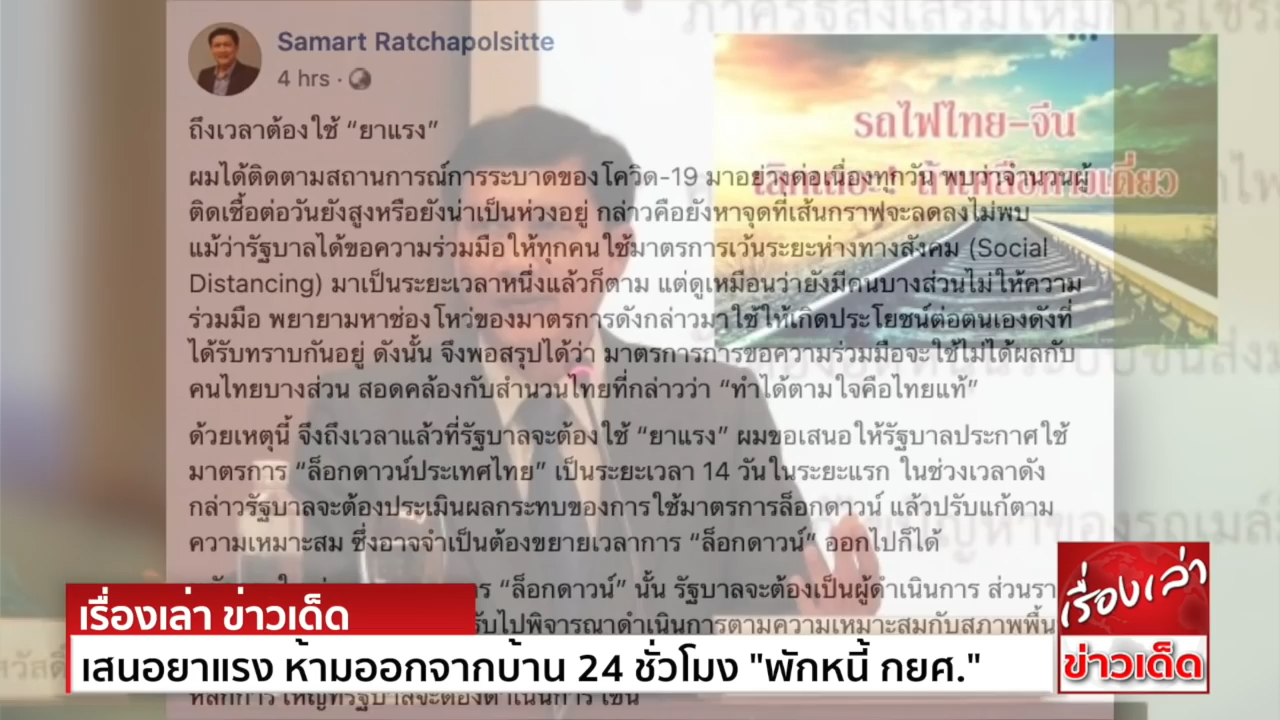 ภาครัฐส่งเสริมให้มีการใช้ร
Samart Ratchapolsitte
4 hrs
รถไฟไทย-จีน
ถึงเวลาต้องใช้ “ยาแรง”
ผมได้ติดตามสถานการณ์การระบาดของโควิด-19 มาอย่างต่อเนื่องทุกวัน พบว่าจำนวนผู้
ติดเชื้อต่อวันยังสูงหรือยังน่าเป็นห่วงอยู่ กล่าวคือยังหาจุดที่เส้นกราฟจะลดลงไม่พบ
แม้ว่ารัฐบาลได้ขอความร่วมมือให้ทุกคนใช้มาตรการเว้นระยะห่างทางสังคม (Social
Distancing) มาเป็นระยะเวลาหนึ่งแล้วก็ตาม แต่ดูเหมือนว่ายังมีคนบางส่วนไม่ให้ความ
ร่วมมือ พยายามหาช่องโหว่ของมาตรการดังกล่าวมาใช้ให้เกิดประโยชน์ต่อตนเองดังที่
ได้รับทราบกันอยู่ ดังนั้น จึงพอสรุปได้ว่า มาตรการการขอความร่วมมือจะใช้ไม่ได้ผลกับ
คนไทยบางส่วน สอดคล้องกับสำนวนไทยที่กล่าวว่า “ทำได้ตามใจคือไทยแท้”
ด้วยเหตุนี้ จึงถึงเวลาแล้วที่รัฐบาลจะต้องใช้ “ยาแรง” ผมขอเสนอให้รัฐบาลประกาศใช้
มาตรการ “ล็อกดาวน์ประเทศไทย” เป็นระยะเวลา 14 วันในระยะแรก ในช่วงเวลาดัง
กล่าวรัฐบาลจะต้องประเมินผลกระทบของการใช้มาตรการล็อกดาวน์ แล้วปรับแก้ตาม
ความเหมาะสม ซึ่งอาจจำเป็นต้องขยายเวลาการ “ล็อกดาวน์” ออกไปก็ได้
“ล็อกดาวน์” นั้น รัฐบาลจะต้องเป็นผู้ดำเนินการ ส่วนรา
รับไปพิจารณาดำเนินการตามความเหมาะสมกับสภาพพื้น
ปัญหาของรถเมล์
เรื่องเล่า ข่าวเด็ด
เสนอยาแรง ห้ามออกจากบ้าน 24 ชั่วโมง "พักหนี้ กยศ."
เรื่องเล่า
ข่าวเด็ด